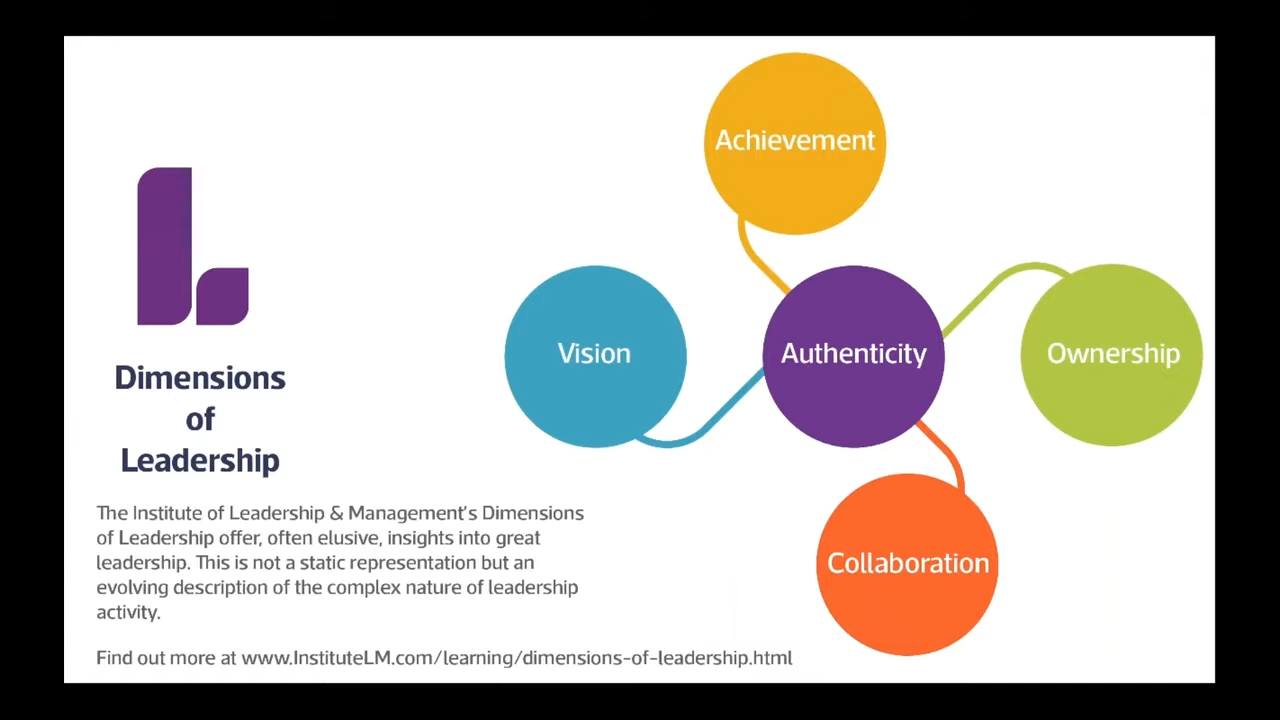 Achievement
Vision
Authenticity
Ownership
Collaboration
Dimensions
of
Leadership
The Institute of Leadership & Management's Dimensions
of Leadership offer, often elusive, insights into great
leadership. This is not a static representation but an
evolving description of the complex nature of leadership
activity.
Find out more at www.InstituteLM.com/learning/dimensions-of-leadership.html